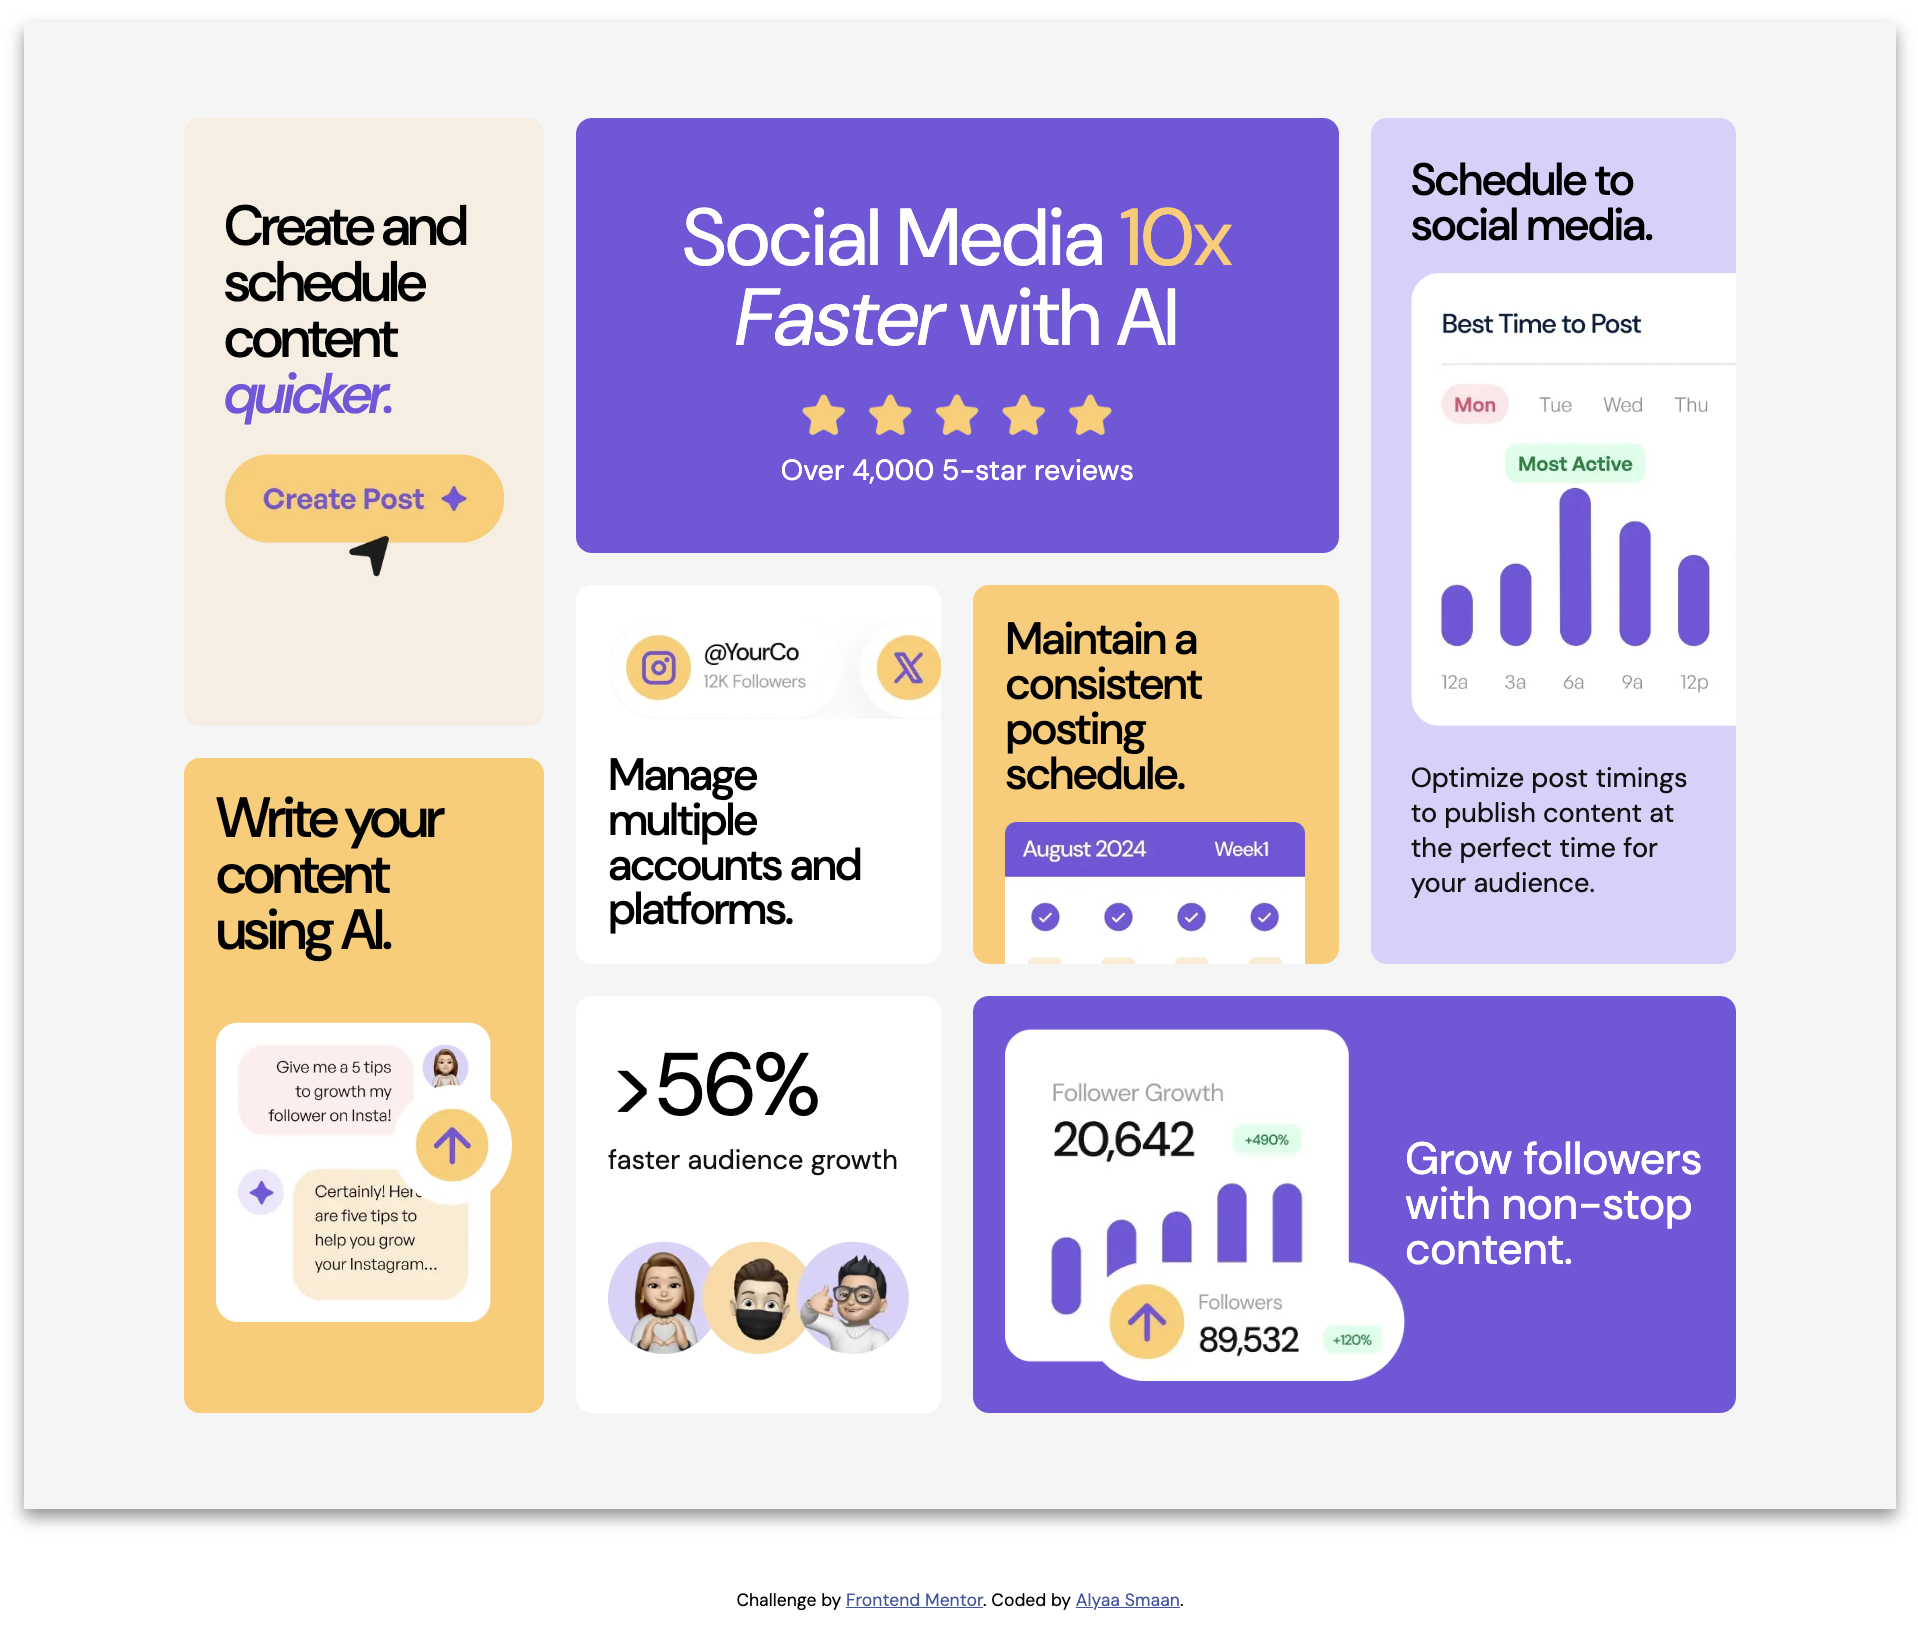 Create and
schedule
content
quicker.
Create Post
Social Media 10x
Faster with AI
Over 4,000 5-star reviews
Schedule to
social media.
Best Time to Post
Mon Tue Wed Thu
Most Active
12a 3a 6a 9a 12p
Optimize post timings
to publish content at
the perfect time for
your audience.
@YourCo
12K Followers
Manage
multiple
accounts and
platforms.
Maintain a
consistent
posting
schedule.
August 2024 Week1
Write your
content
using AI.
Give me a 5 tips
to growth my
follower on Insta!
Certainly! Here
are five tips to
help you grow
your Instagram...
>56%
faster audience growth
Follower Growth
20,642 +490%
Followers
89,532 +120%
Grow followers
with non-stop
content.
Challenge by Frontend Mentor. Coded by Alyaa Smaan.